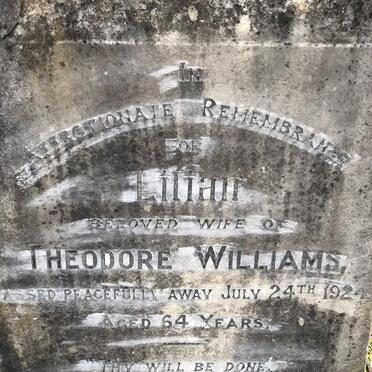 In
Affectionate Remembrance
of
Lilian
Beloved Wife of
Theodore Williams,
Passed Peacefully away July 24th 1924
Aged 64 Years.
Thy Will be Done.